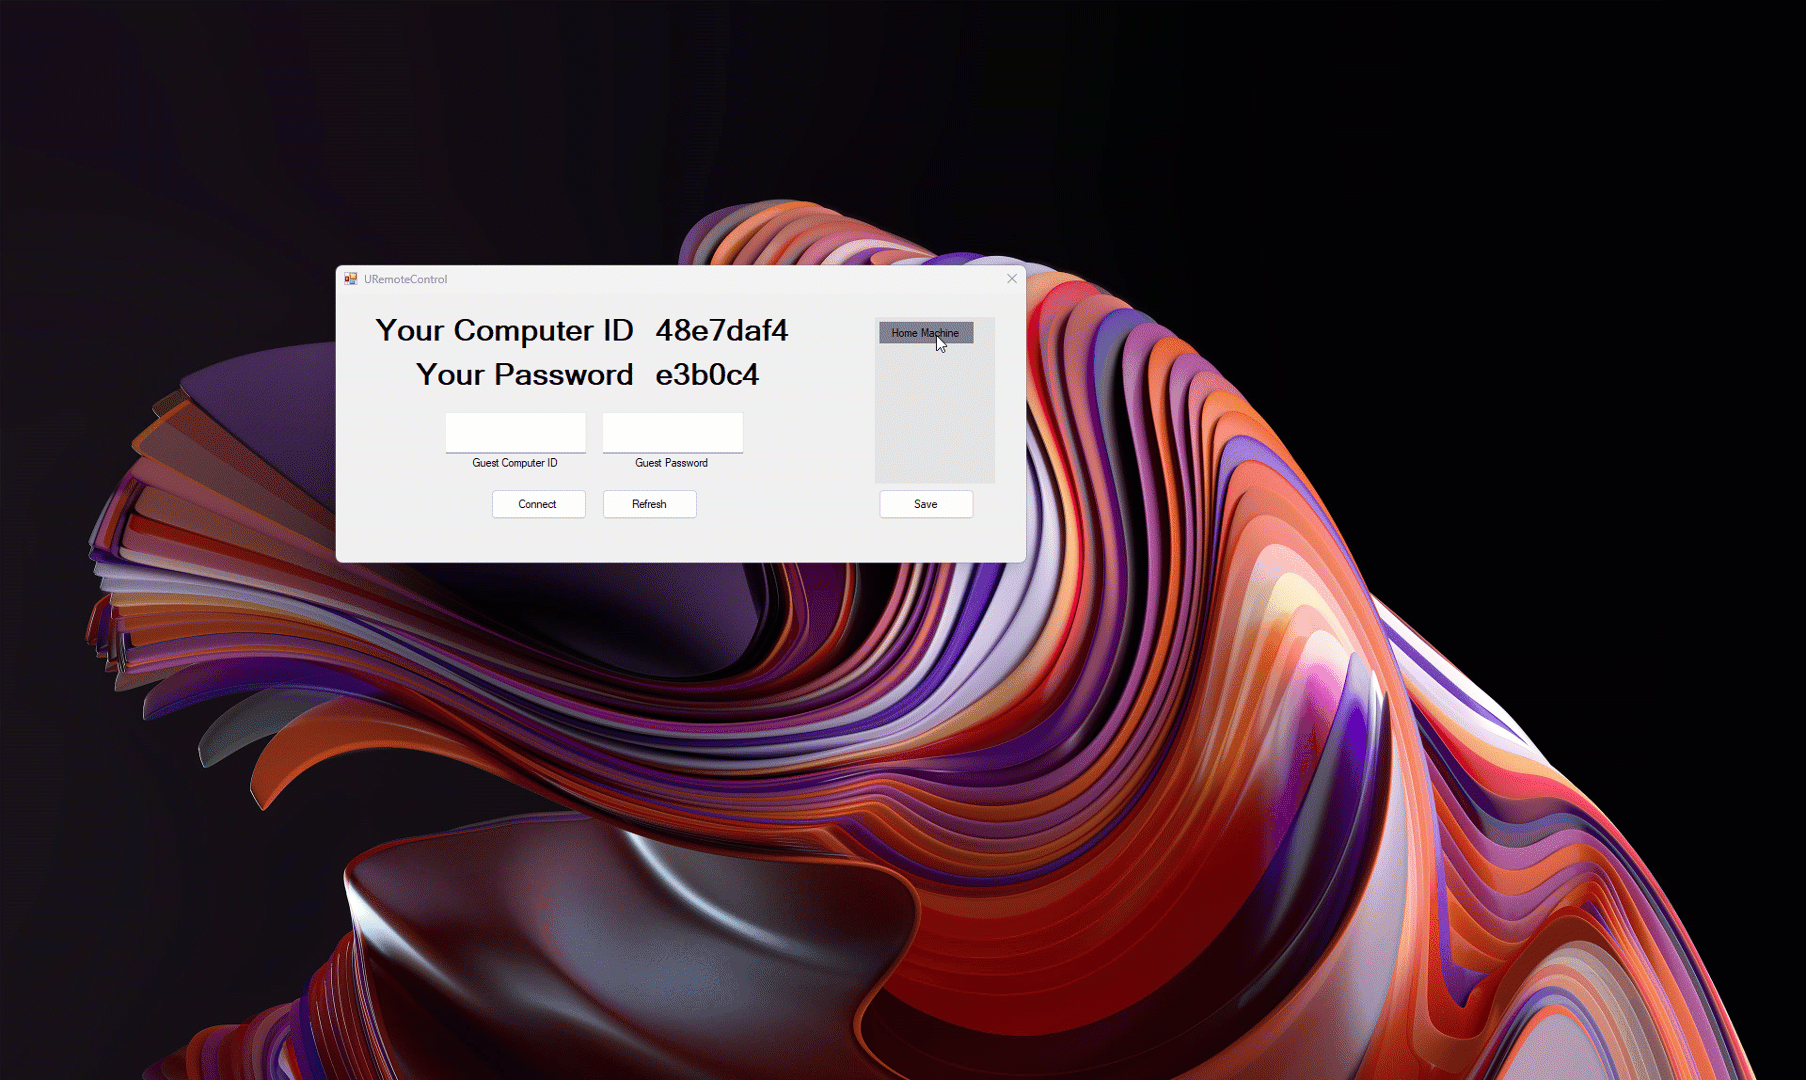 URemoteControl
Your Computer ID 48e7daf4
Your Password e3b0c4
Guest Computer ID
Guest Password
Connect
Refresh
Home Machine
Save